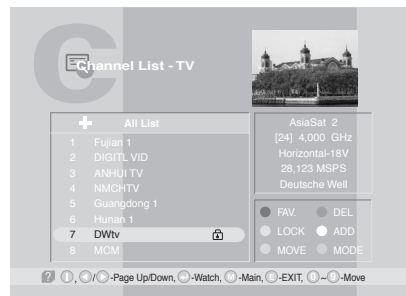 C
Channel List - TV
All List
1 Fujian 1
2 DIGITL VID
3 ANHUI TV
4 NMCHTV
5 Guangdong 1
6 Hunan 1
7 DWtv
8 MCM
AsiaSat 2
[24] 4,000 GHz
Horizontal-18V
28,123 MSPS
Deutsche Well
FAV. DEL
LOCK ADD
MOVE MODE
? i, ◁/▷-Page Up/Down, ↵-Watch, M-Main, E-EXIT, 0~9-Move